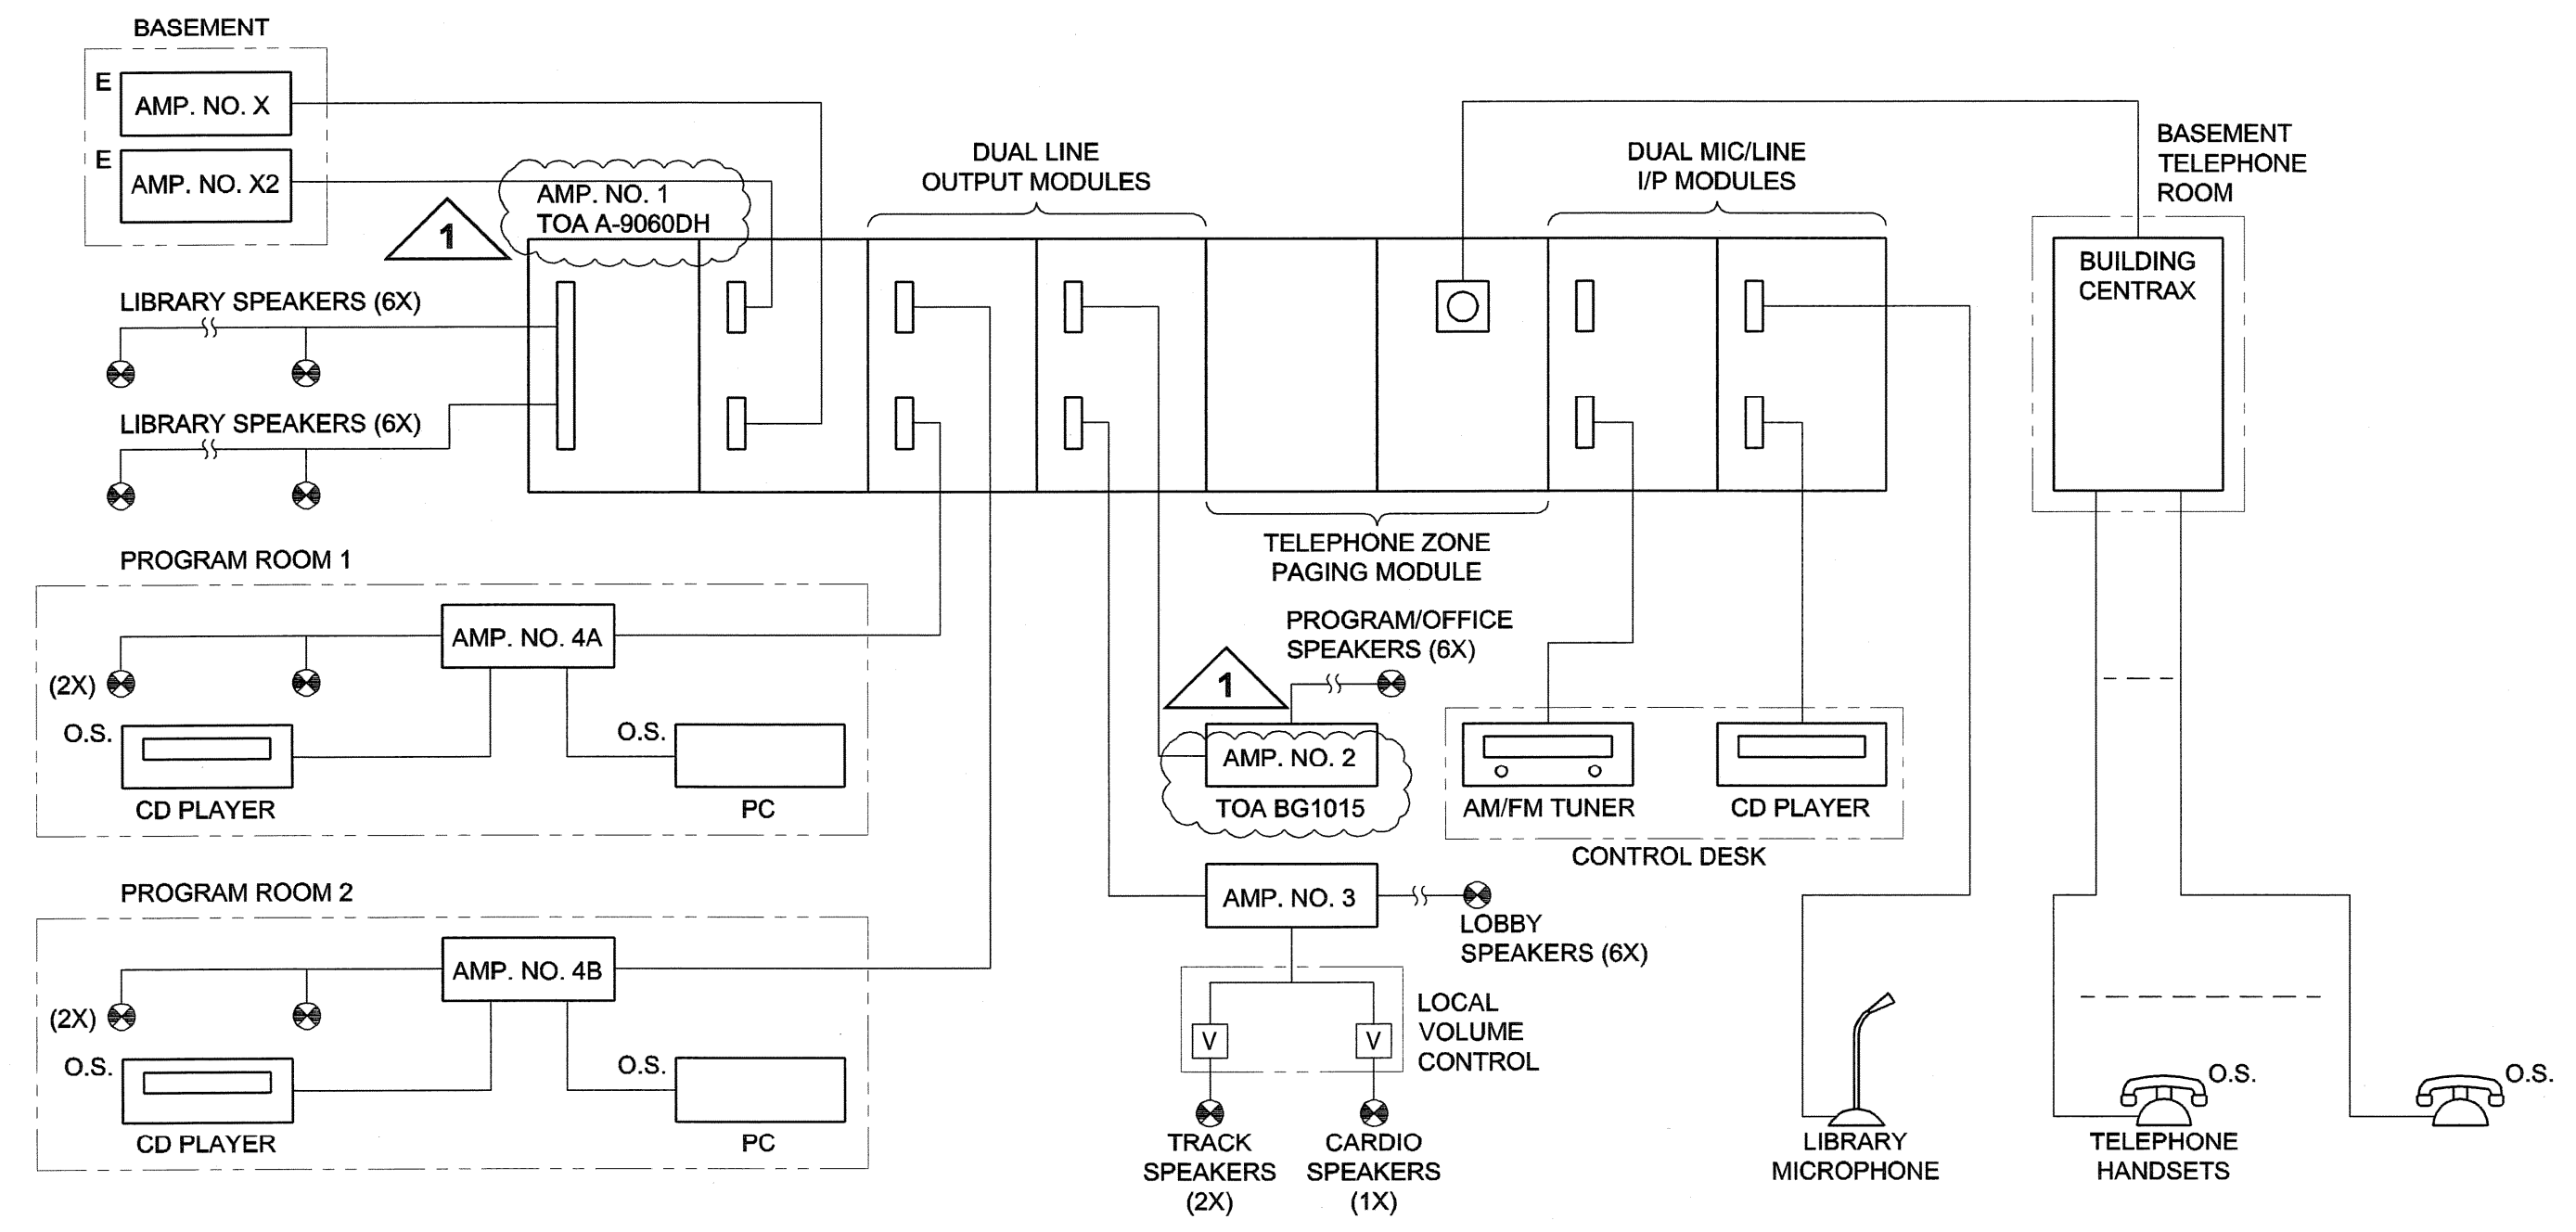 BASEMENT
E
AMP. NO. X
E
AMP. NO. X2
1
AMP. NO. 1
TOA A-9060DH
DUAL LINE
OUTPUT MODULES
DUAL MIC/LINE
I/P MODULES
BASEMENT
TELEPHONE
ROOM
BUILDING
CENTRAX
LIBRARY SPEAKERS (6X)
LIBRARY SPEAKERS (6X)
TELEPHONE ZONE
PAGING MODULE
PROGRAM ROOM 1
AMP. NO. 4A
(2X)
O.S.
CD PLAYER
O.S.
PC
PROGRAM/OFFICE
SPEAKERS (6X)
1
AMP. NO. 2
TOA BG1015
AM/FM TUNER
CD PLAYER
CONTROL DESK
PROGRAM ROOM 2
AMP. NO. 4B
(2X)
O.S.
CD PLAYER
O.S.
PC
AMP. NO. 3
LOBBY
SPEAKERS (6X)
LOCAL
VOLUME
CONTROL
V
V
TRACK
SPEAKERS
(2X)
CARDIO
SPEAKERS
(1X)
LIBRARY
MICROPHONE
O.S.
TELEPHONE
HANDSETS
O.S.